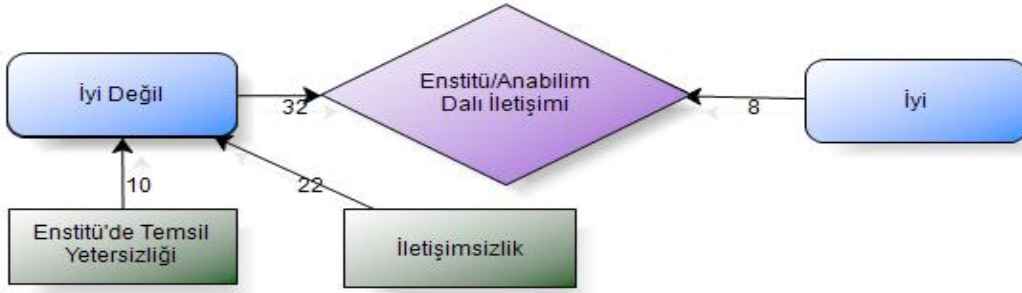 Enstitü/Anabilim
Dalı İletişimi
İyi Değil
32
8
İyi
10
22
Enstitü'de Temsil
Yetersizliği
İletişimsizlik